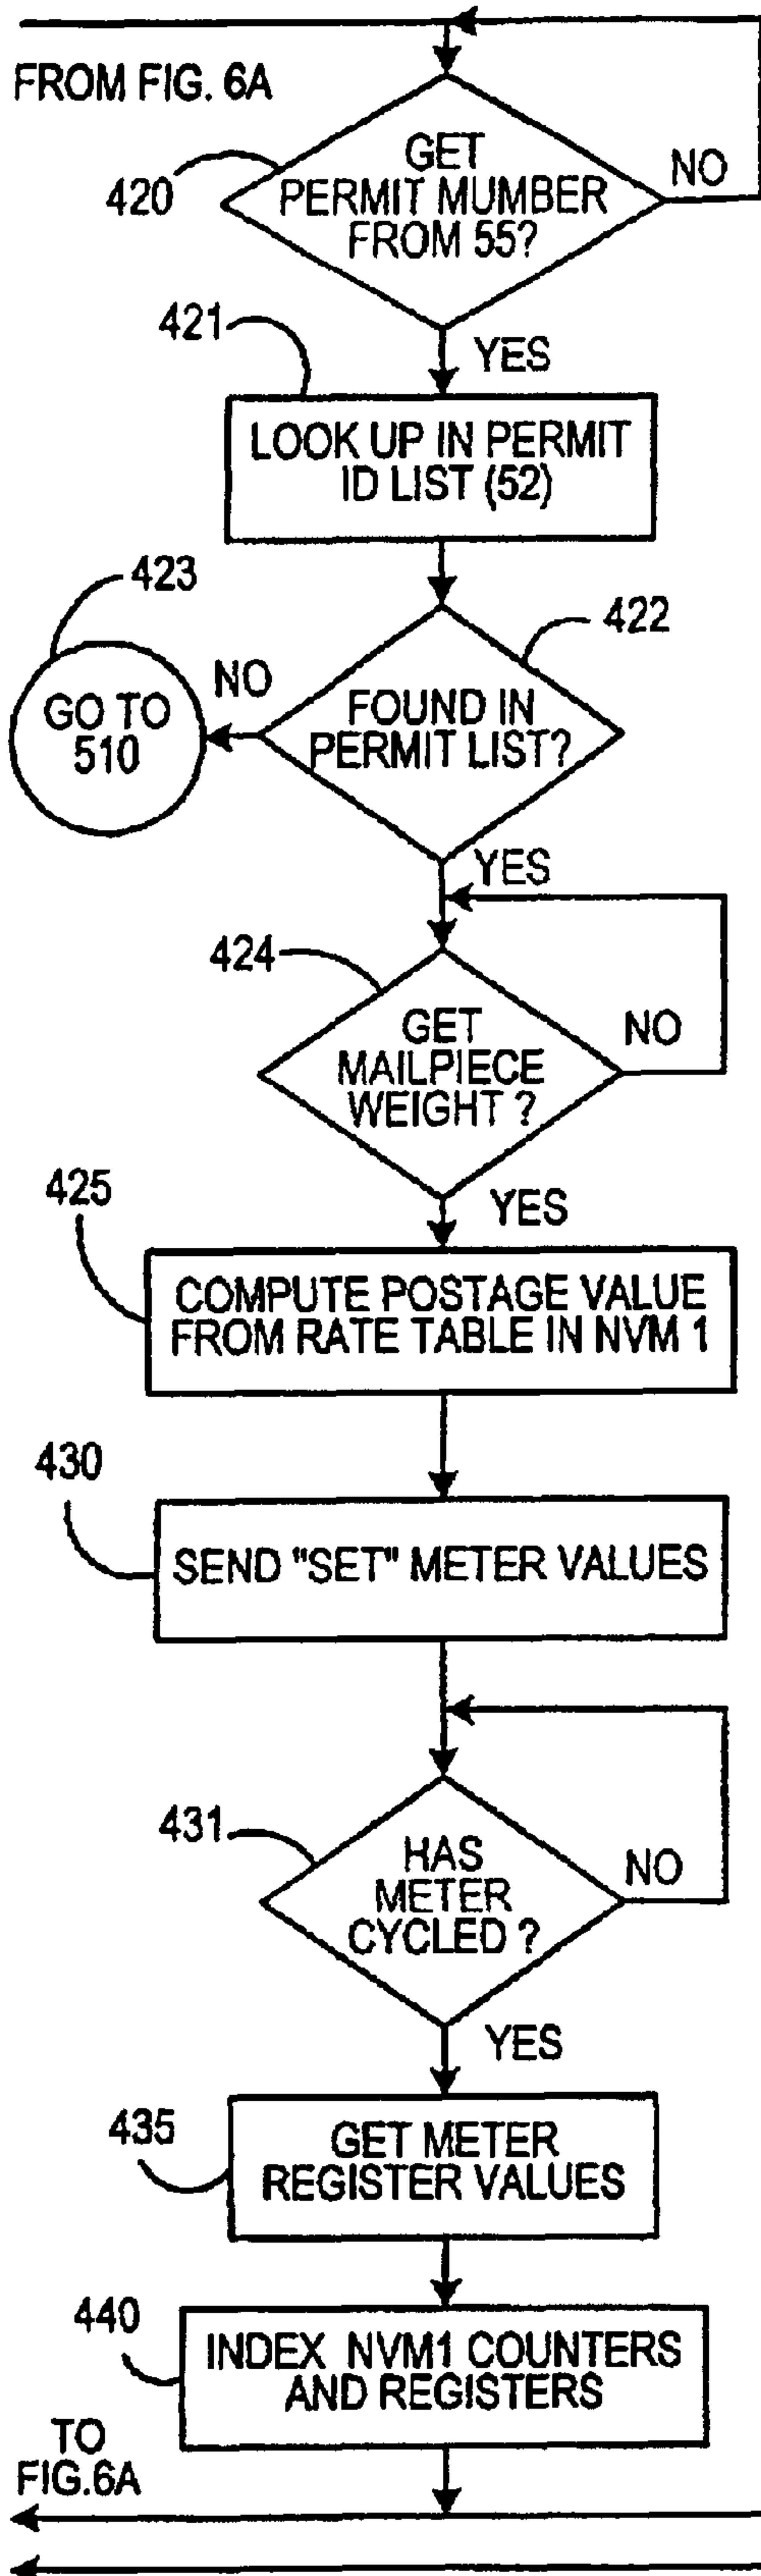 FROM FIG. 6A
420
GET
PERMIT MUMBER
FROM 55?
NO
YES
421
LOOK UP IN PERMIT
ID LIST (52)
423
GO TO
510
NO
422
FOUND IN
PERMIT LIST?
YES
424
GET
MAILPIECE
WEIGHT ?
NO
YES
425
COMPUTE POSTAGE VALUE
FROM RATE TABLE IN NVM 1
430
SEND "SET" METER VALUES
431
HAS
METER
CYCLED ?
NO
YES
435
GET METER
REGISTER VALUES
440
INDEX NVM1 COUNTERS
AND REGISTERS
TO
FIG.6A